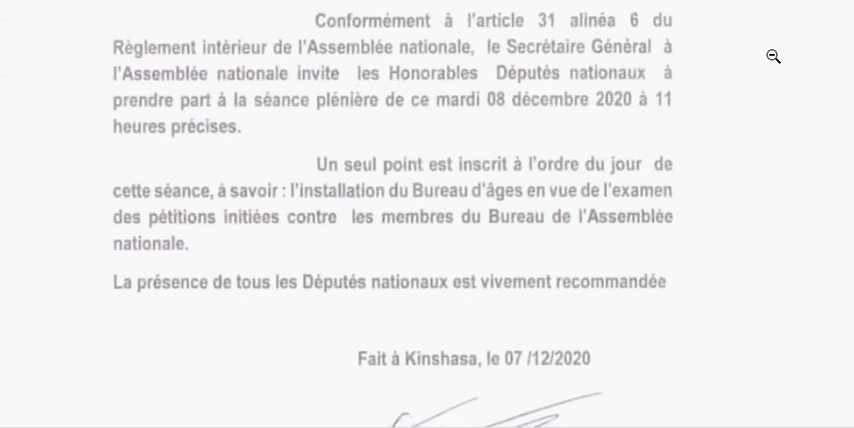 Conformément à l'article 31 alinéa 6 du
Règlement intérieur de l'Assemblée nationale, le Secrétaire Général à
l'Assemblée nationale invite les Honorables Députés nationaux à
prendre part à la séance plénière de ce mardi 08 décembre 2020 à 11
heures précises.
Un seul point est inscrit à l'ordre du jour de
cette séance, à savoir : l'installation du Bureau d'âges en vue de l'examen
des pétitions initiées contre les membres du Bureau de l'Assemblée
nationale.
La présence de tous les Députés nationaux est vivement recommandée
Fait à Kinshasa, le 07 /12/2020